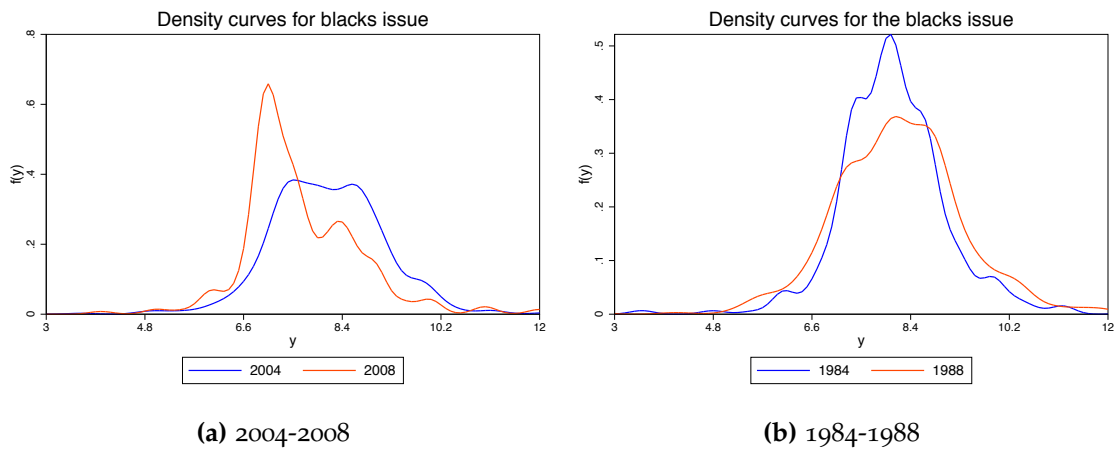 Density curves for blacks issue
f(y)
.8
.6
.4
.2
0
3 4.8 6.6 8.4 10.2 12
y
2004 2008
(a) 2004-2008
Density curves for the blacks issue
f(y)
.5
.4
.3
.2
.1
0
3 4.8 6.6 8.4 10.2 12
y
1984 1988
(b) 1984-1988